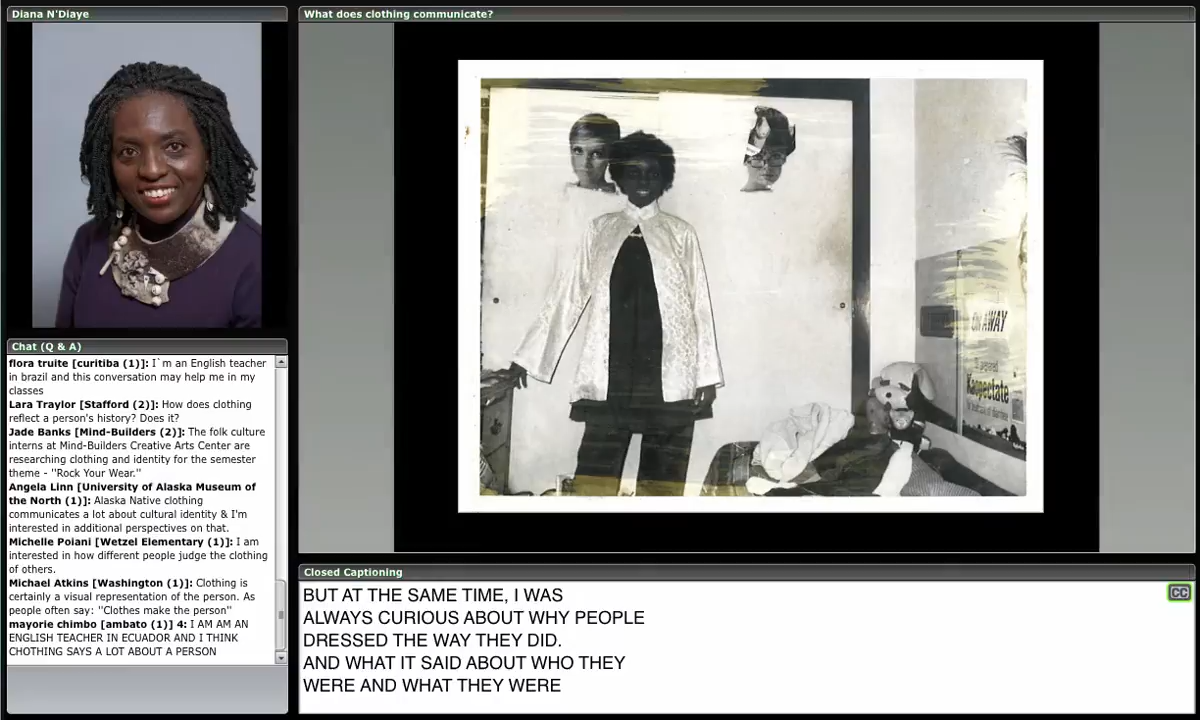 Diana N'Diaye
What does clothing communicate?
ON AWAY
Kaopectate
Chat (Q & A)
flora truite [curitiba (1)]: I`m an English teacher
in brazil and this conversation may help me in my
classes
Lara Traylor [Stafford (2)]: How does clothing
reflect a person's history? Does it?
Jade Banks [Mind-Builders (2)]: The folk culture
interns at Mind-Builders Creative Arts Center are
researching clothing and identity for the semester
theme - "Rock Your Wear."
Angela Linn [University of Alaska Museum of
the North (1)]: Alaska Native clothing
communicates a lot about cultural identity & I'm
interested in additional perspectives on that.
Michelle Poiani [Wetzel Elementary (1)]: I am
interested in how different people judge the clothing
of others.
Michael Atkins [Washington (1)]: Clothing is
certainly a visual representation of the person. As
people often say: "Clothes make the person"
mayorie chimbo [ambato (1)] 4: I AM AM AN
ENGLISH TEACHER IN ECUADOR AND I THINK
CHOTHING SAYS A LOT ABOUT A PERSON
Closed Captioning
CC
BUT AT THE SAME TIME, I WAS
ALWAYS CURIOUS ABOUT WHY PEOPLE
DRESSED THE WAY THEY DID.
AND WHAT IT SAID ABOUT WHO THEY
WERE AND WHAT THEY WERE